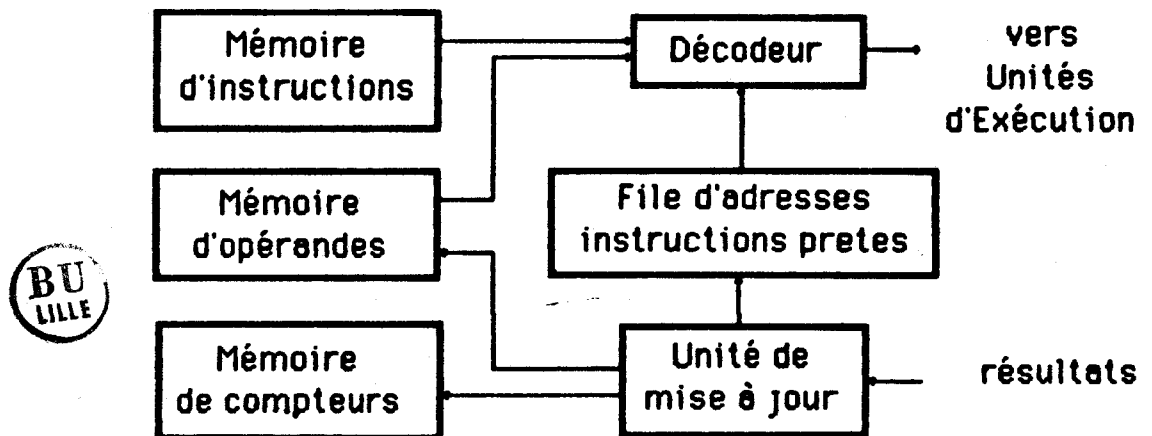 Mémoire
d'instructions
Décodeur
vers
Unités
d'Exécution
Mémoire
d'opérandes
File d'adresses
instructions pretes
BU
LILLE
Mémoire
de compteurs
Unité de
mise à jour
résultats